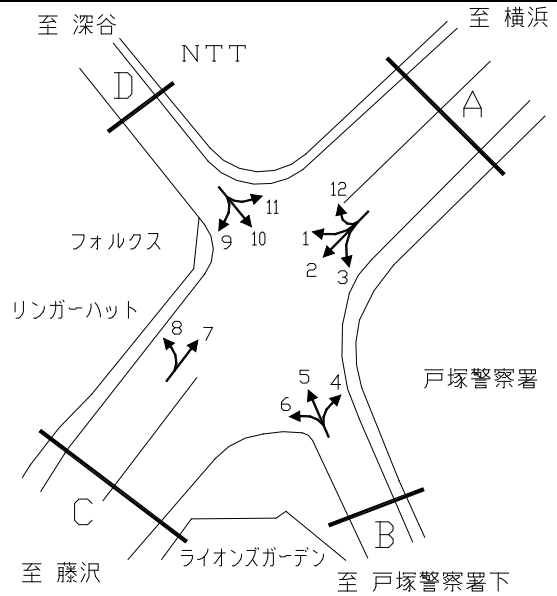 至 深谷
NTT
至 横浜
D
A
12
11
9
10
1
2
3
フォルクス
リンガーハット
8
7
5
4
6
戸塚警察署
C
B
ライオンズガーデン
至 藤沢
至 戸塚警察署下